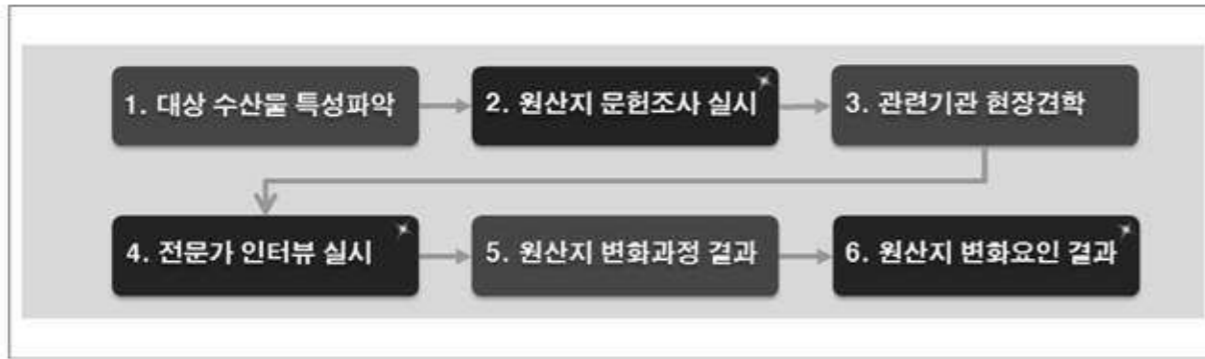 1. 대상 수산물 특성파악
2. 원산지 문헌조사 실시
3. 관련기관 현장견학
4. 전문가 인터뷰 실시
5. 원산지 변화과정 결과
6. 원산지 변화요인 결과